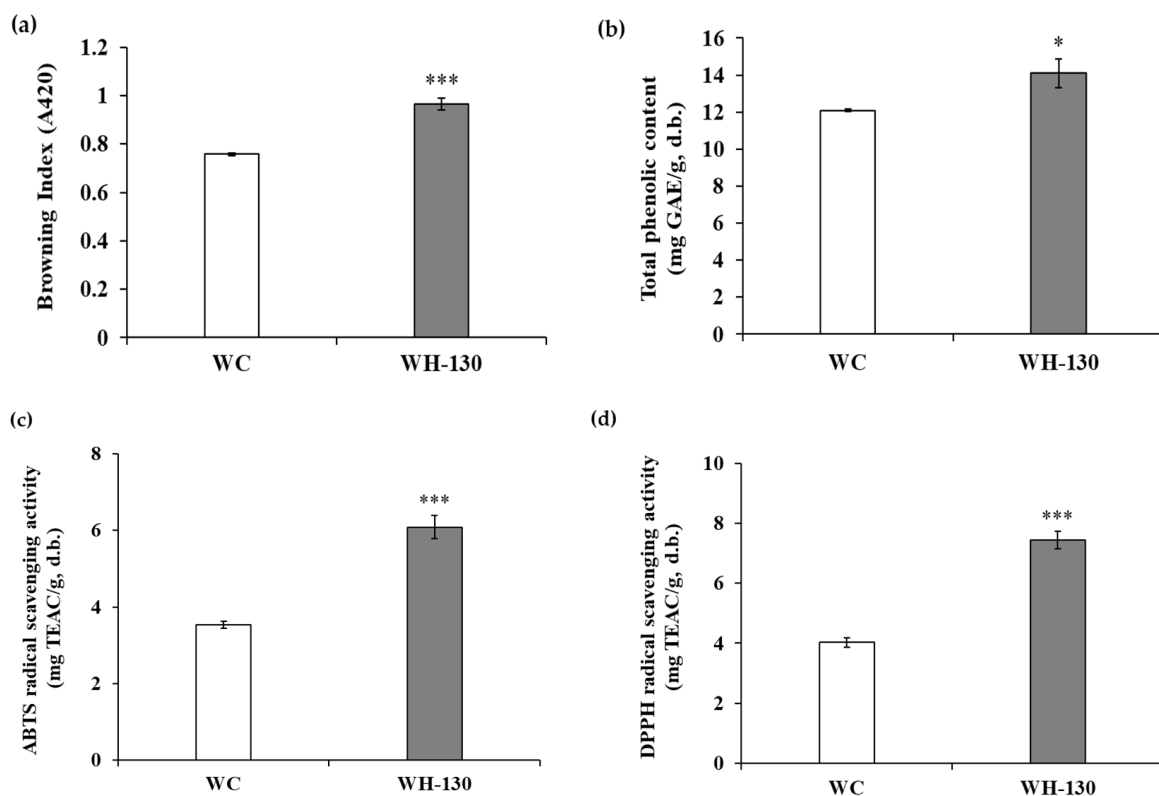 (a)
Browning Index (A420)
1.2
1
0.8
0.6
0.4
0.2
0
***
WC
WH-130
(b)
Total phenolic content
(mg GAE/g, d.b.)
16
14
12
10
8
6
4
2
0
*
WC
WH-130
(c)
ABTS radical scavenging activity
(mg TEAC/g, d.b.)
8
6
4
2
0
***
WC
WH-130
(d)
DPPH radical scavenging activity
(mg TEAC/g, d.b.)
10
8
6
4
2
0
***
WC
WH-130